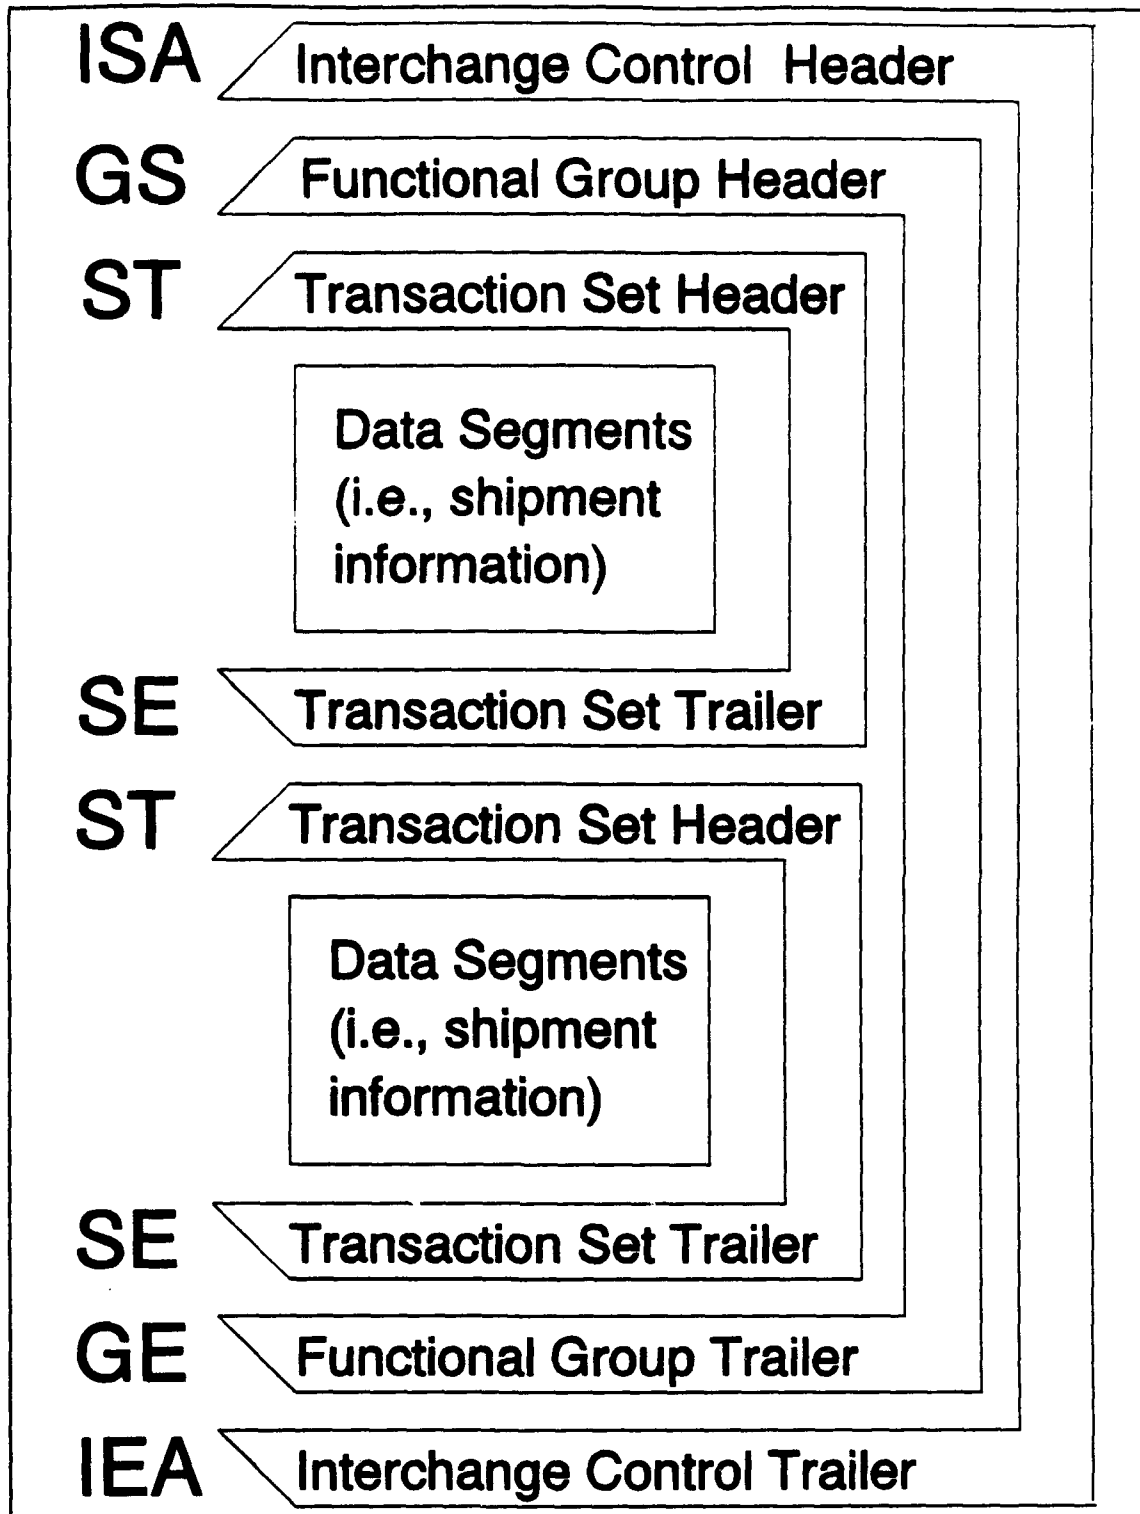 ISA Interchange Control Header
GS Functional Group Header
ST Transaction Set Header
Data Segments
(i.e., shipment
information)
SE Transaction Set Trailer
ST Transaction Set Header
Data Segments
(i.e., shipment
information)
SE Transaction Set Trailer
GE Functional Group Trailer
IEA Interchange Control Trailer